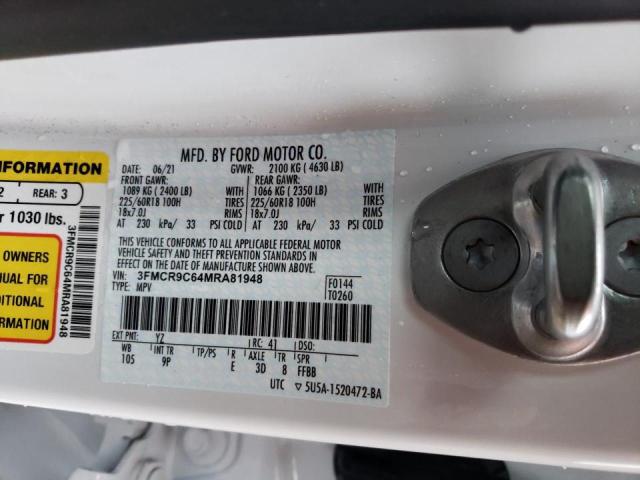 INFORMATION
2 REAR: 3
r 1030 lbs.
OWNERS
NUAL FOR
DITIONAL
FORMATION
3FMCR9C64MRA81948
MFD. BY FORD MOTOR CO.
DATE: 06/21 GVWR: 2100 KG ( 4630 LB)
FRONT GAWR: REAR GAWR:
1089 KG ( 2400 LB) WITH 1066 KG ( 2350 LB) WITH
225/60R18 100H TIRES 225/60R18 100H TIRES
18x7.0J RIMS 18x7.0J RIMS
AT 230 kPa/ 33 PSI COLD AT 230 kPa/ 33 PSI COLD
THIS VEHICLE CONFORMS TO ALL APPLICABLE FEDERAL MOTOR
VEHICLE SAFETY AND THEFT PREVENTION STANDARDS IN
EFFECT ON THE DATE OF MANUFACTURE SHOWN ABOVE.
VIN: 3FMCR9C64MRA81948
TYPE: MPV
F0144
T0260
EXT PNT: YZ RC: 41 DSO:
WB INT TR TP/PS R AXLE TR SPR
105 9P E 3D 8 FFBB
UTC ▽ 5U5A-1520472-BA